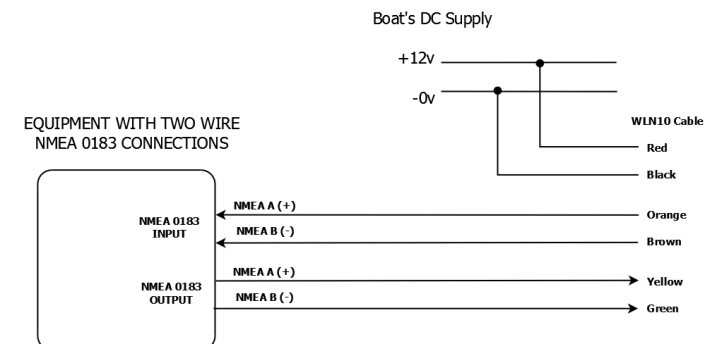 Boat's DC Supply
+12v
-0v
EQUIPMENT WITH TWO WIRE
NMEA 0183 CONNECTIONS
WLN10 Cable
Red
Black
NMEA 0183
INPUT
NMEA A (+)
Orange
NMEA B (-)
Brown
NMEA 0183
OUTPUT
NMEA A (+)
Yellow
NMEA B (-)
Green